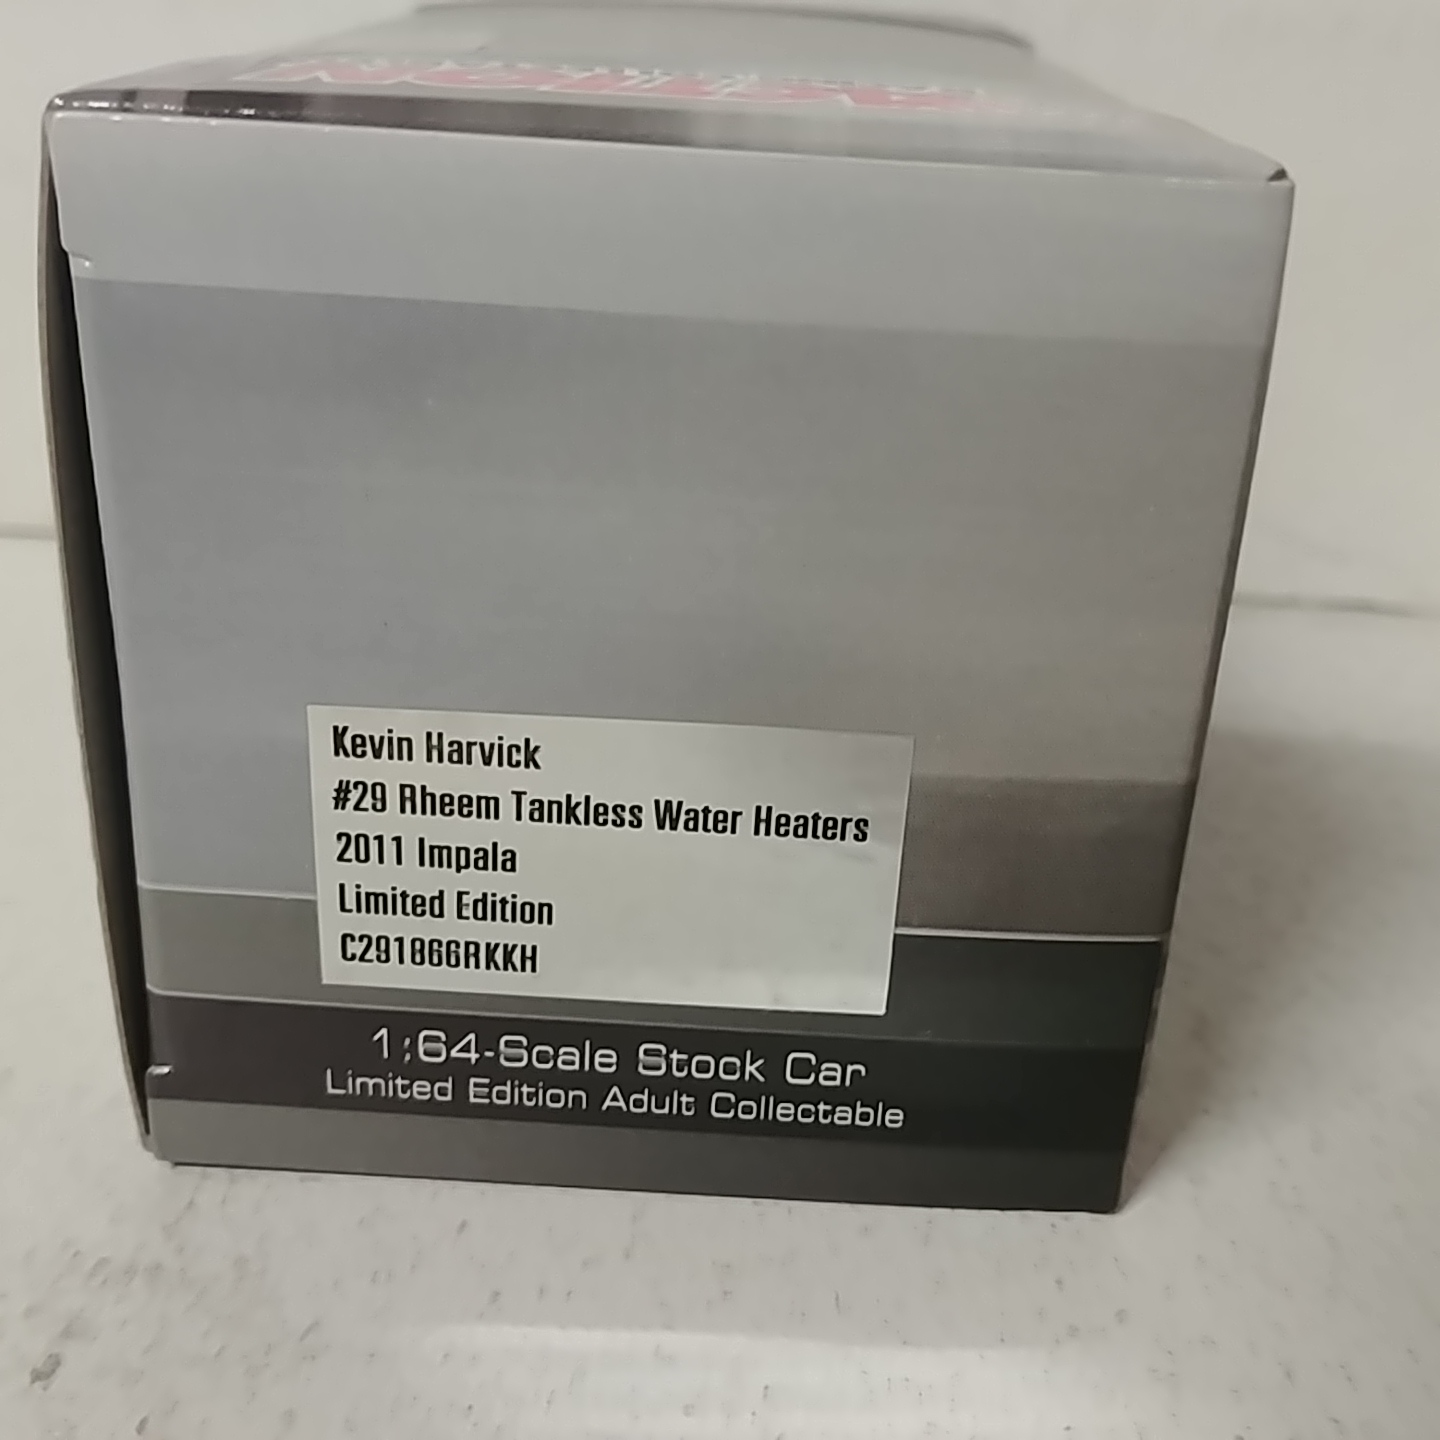 Kevin Harvick
#29 Rheem Tankless Water Heaters
2011 Impala
Limited Edition
C291866RKKH
1:64-Scale Stock Car
Limited Edition Adult Collectable